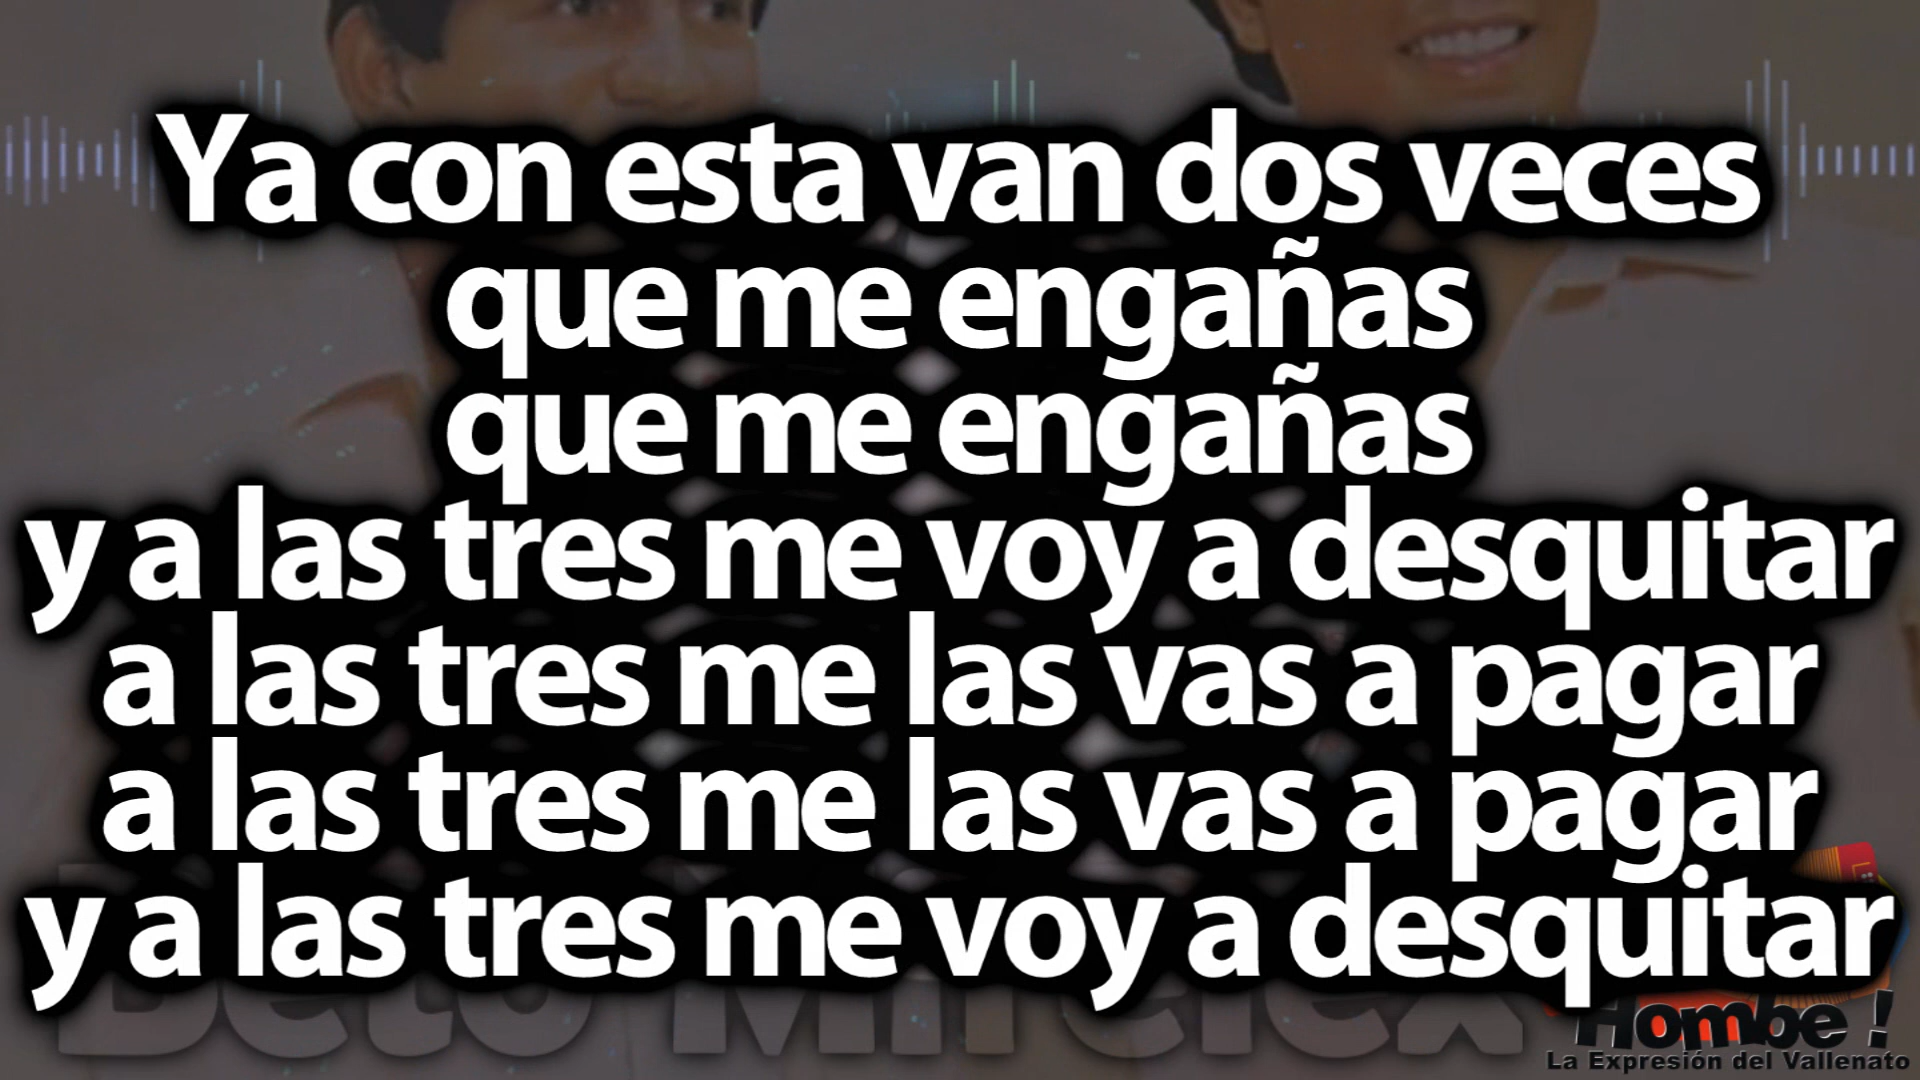 Ya con esta van dos veces
que me engañas
que me engañas
y a las tres me voy a desquitar
a las tres me las vas a pagar
a las tres me las vas a pagar
y a las tres me voy a desquitar
Hombe !
La Expresión del Vallenato